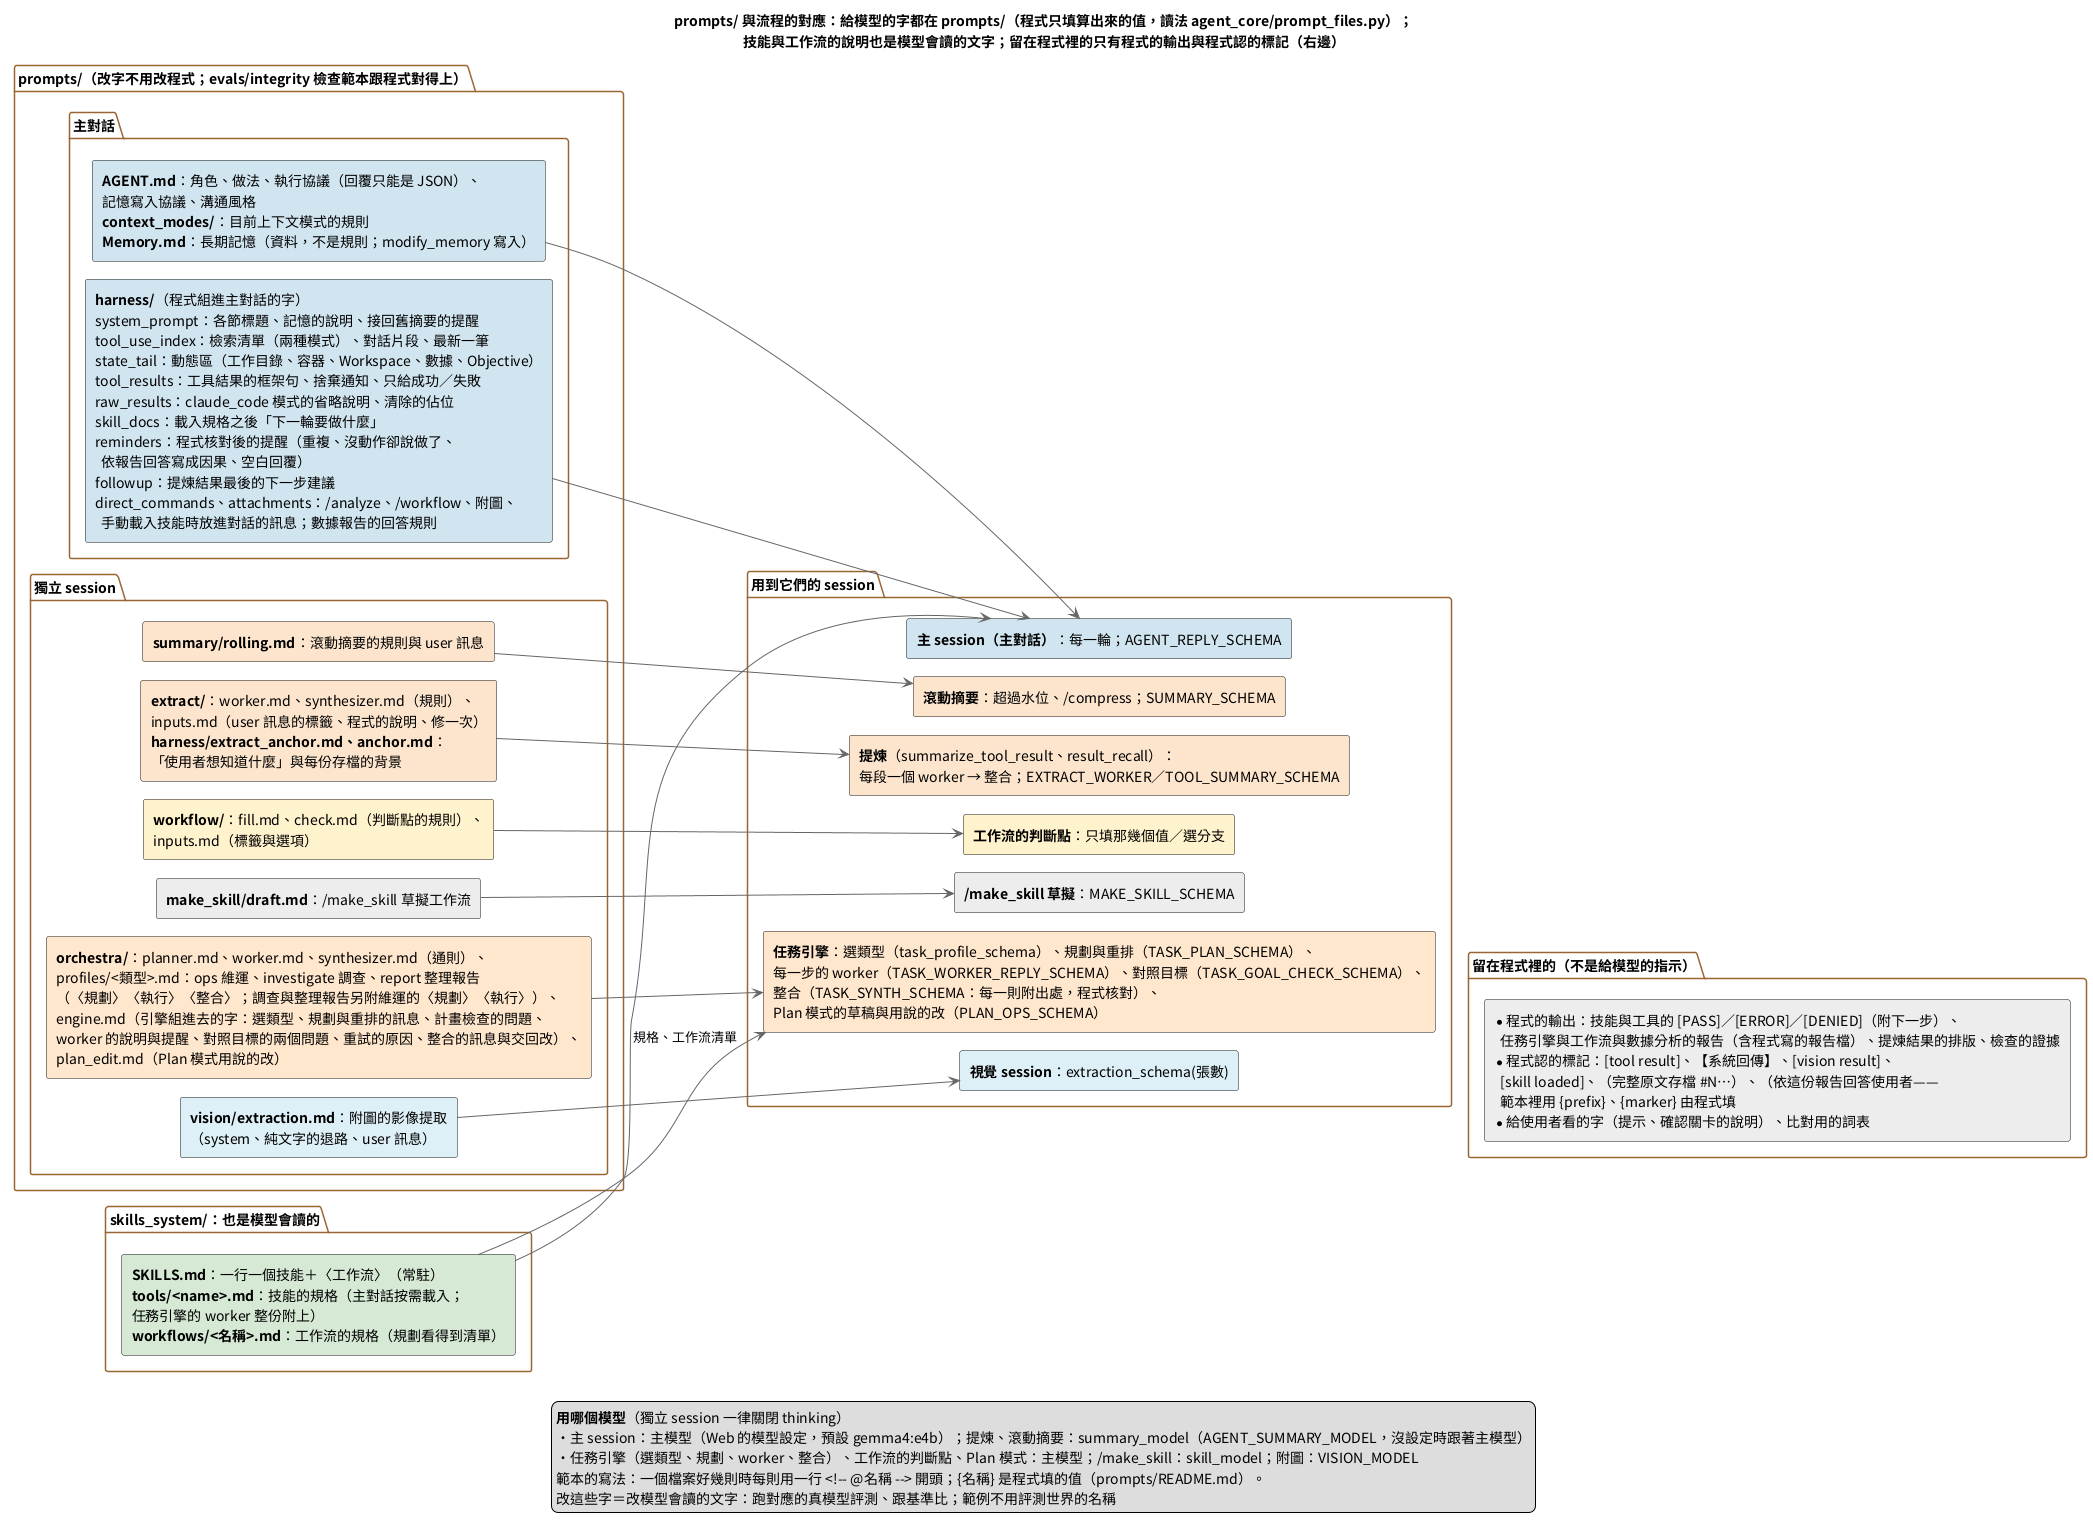 prompts/ 與流程的對應：給模型的字都在 prompts/（程式只填算出來的值，讀法 agent_core/prompt_files.py）；
技能與工作流的說明也是模型會讀的文字；留在程式裡的只有程式的輸出與程式認的標記（右邊）
prompts/（改字不用改程式；evals/integrity 檢查範本跟程式對得上）
主對話
AGENT.md：角色、做法、執行協議（回覆只能是 JSON）、
記憶寫入協議、溝通風格
context_modes/：目前上下文模式的規則
Memory.md：長期記憶（資料，不是規則；modify_memory 寫入）
harness/（程式組進主對話的字）
system_prompt：各節標題、記憶的說明、接回舊摘要的提醒
tool_use_index：檢索清單（兩種模式）、對話片段、最新一筆
state_tail：動態區（工作目錄、容器、Workspace、數據、Objective）
tool_results：工具結果的框架句、捨棄通知、只給成功／失敗
raw_results：claude_code 模式的省略說明、清除的佔位
skill_docs：載入規格之後「下一輪要做什麼」
reminders：程式核對後的提醒（重複、沒動作卻說做了、
依報告回答寫成因果、空白回覆）
followup：提煉結果最後的下一步建議
direct_commands、attachments：/analyze、/workflow、附圖、
手動載入技能時放進對話的訊息；數據報告的回答規則
獨立 session
summary/rolling.md：滾動摘要的規則與 user 訊息
extract/：worker.md、synthesizer.md（規則）、
inputs.md（user 訊息的標籤、程式的說明、修一次）
harness/extract_anchor.md、anchor.md：
「使用者想知道什麼」與每份存檔的背景
workflow/：fill.md、check.md（判斷點的規則）、
inputs.md（標籤與選項）
make_skill/draft.md：/make_skill 草擬工作流
orchestra/：planner.md、worker.md、synthesizer.md（通則）、
profiles/<類型>.md：ops 維運、investigate 調查、report 整理報告
（〈規劃〉〈執行〉〈整合〉；調查與整理報告另附維運的〈規劃〉〈執行〉）、
engine.md（引擎組進去的字：選類型、規劃與重排的訊息、計畫檢查的問題、
worker 的說明與提醒、對照目標的兩個問題、重試的原因、整合的訊息與交回改）、
plan_edit.md（Plan 模式用說的改）
vision/extraction.md：附圖的影像提取
（system、純文字的退路、user 訊息）
skills_system/：也是模型會讀的
SKILLS.md：一行一個技能＋〈工作流〉（常駐）
tools/<name>.md：技能的規格（主對話按需載入；
任務引擎的 worker 整份附上）
workflows/<名稱>.md：工作流的規格（規劃看得到清單）
規格、工作流清單
用到它們的 session
主 session（主對話）：每一輪；AGENT_REPLY_SCHEMA
滾動摘要：超過水位、/compress；SUMMARY_SCHEMA
提煉（summarize_tool_result、result_recall）：
每段一個 worker → 整合；EXTRACT_WORKER／TOOL_SUMMARY_SCHEMA
工作流的判斷點：只填那幾個值／選分支
/make_skill 草擬：MAKE_SKILL_SCHEMA
任務引擎：選類型（task_profile_schema）、規劃與重排（TASK_PLAN_SCHEMA）、
每一步的 worker（TASK_WORKER_REPLY_SCHEMA）、對照目標（TASK_GOAL_CHECK_SCHEMA）、
整合（TASK_SYNTH_SCHEMA：每一則附出處，程式核對）、
Plan 模式的草稿與用說的改（PLAN_OPS_SCHEMA）
視覺 session：extraction_schema(張數)
留在程式裡的（不是給模型的指示）
• 程式的輸出：技能與工具的 [PASS]／[ERROR]／[DENIED]（附下一步）、
任務引擎與工作流與數據分析的報告（含程式寫的報告檔）、提煉結果的排版、檢查的證據
• 程式認的標記：[tool result]、【系統回傳】、[vision result]、
[skill loaded]、（完整原文存檔 #N…）、（依這份報告回答使用者——
範本裡用 {prefix}、{marker} 由程式填
• 給使用者看的字（提示、確認關卡的說明）、比對用的詞表
用哪個模型（獨立 session 一律關閉 thinking）
・主 session：主模型（Web 的模型設定，預設 gemma4:e4b）；提煉、滾動摘要：summary_model（AGENT_SUMMARY_MODEL，沒設定時跟著主模型）
・任務引擎（選類型、規劃、worker、整合）、工作流的判斷點、Plan 模式：主模型；/make_skill：skill_model；附圖：VISION_MODEL
範本的寫法：一個檔案好幾則時每則用一行 <!-- @名稱 --> 開頭；{名稱} 是程式填的值（prompts/README.md）。
改這些字＝改模型會讀的文字：跑對應的真模型評測、跟基準比；範例不用評測世界的名稱